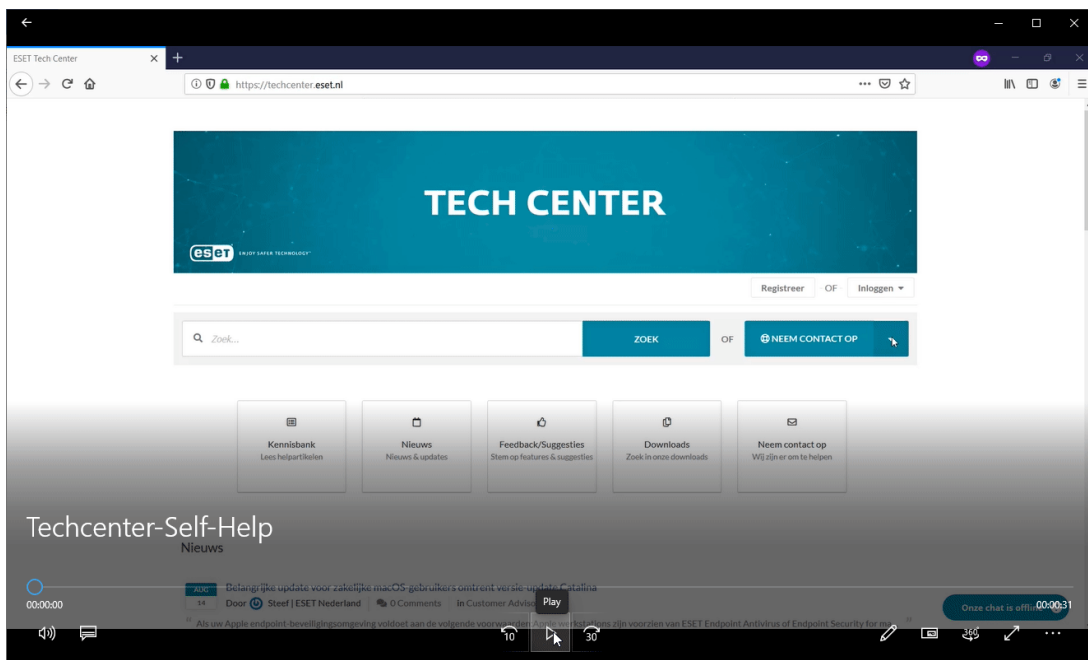 ESET Tech Center
https://techcenter.eset.nl
TECH CENTER
eset ENJOY SAFER TECHNOLOGY™
Registreer OF Inloggen
Zoek... ZOEK OF NEEM CONTACT OP
Kennisbank
Lees helpartikelen
Nieuws
Nieuws & updates
Feedback/Suggesties
Stem op features & suggesties
Downloads
Zoek in onze downloads
Neem contact op
Wij zijn er om te helpen
Techcenter-Self-Help
Nieuws
AUG
14
Belangrijke update voor zakelijke macOS-gebruikers omtrent versie-update Catalina
Door Steef | ESET Nederland 0 Comments In Customer Adviso
Play
00:00:00
00:00:31
Onze chat is offline
" Als uw Apple endpoint-beveiligingsomgeving voldoet aan de volgende voorwaarden Apple werkstations zijn voorzien van ESET Endpoint Antivirus of Endpoint Security for ma "
10
30
360